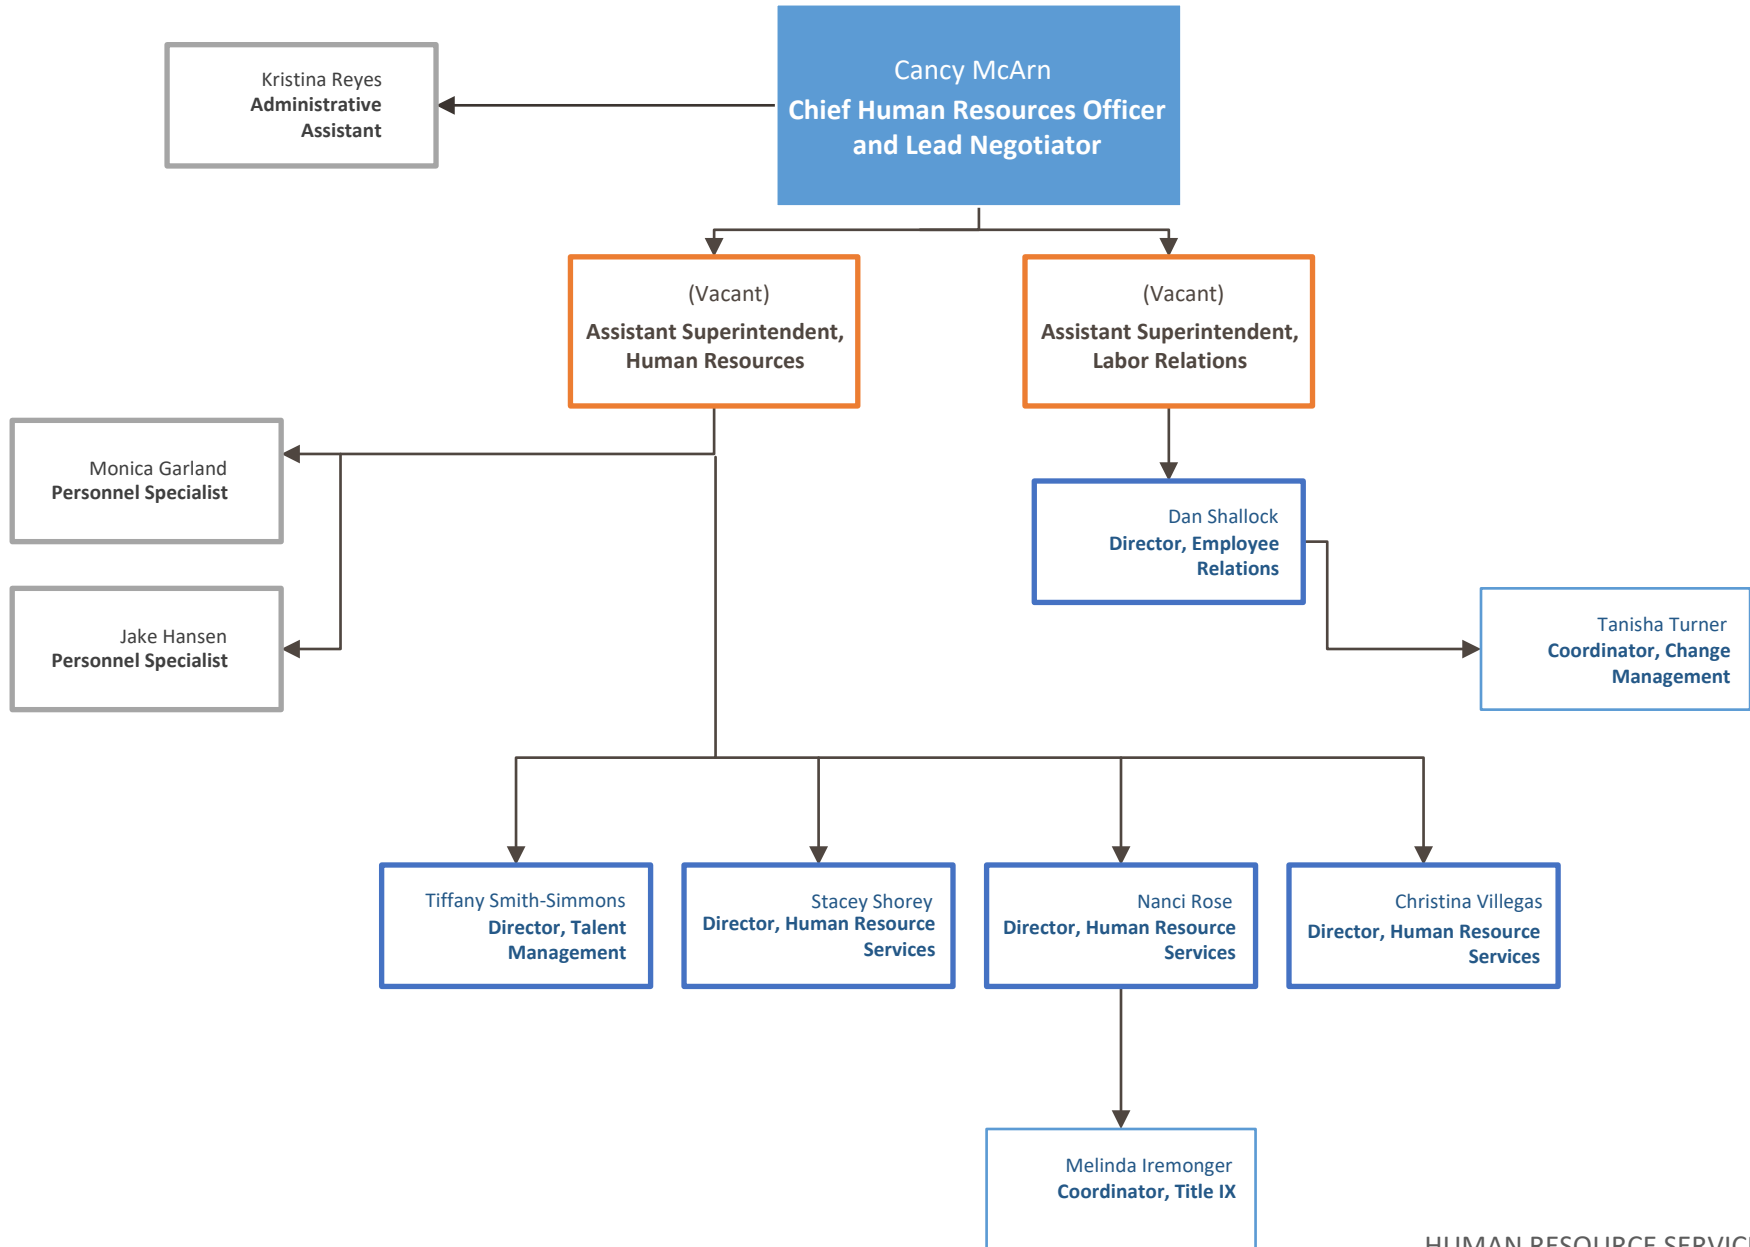 Cancy McArn
Chief Human Resources Officer
and Lead Negotiator
Kristina Reyes
Administrative
Assistant
(Vacant)
Assistant Superintendent,
Human Resources
(Vacant)
Assistant Superintendent,
Labor Relations
Monica Garland
Personnel Specialist
Dan Shallock
Director, Employee
Relations
Jake Hansen
Personnel Specialist
Tanisha Turner
Coordinator, Change
Management
Tiffany Smith-Simmons
Director, Talent
Management
Stacey Shorey
Director, Human Resource
Services
Nanci Rose
Director, Human Resource
Services
Christina Villegas
Director, Human Resource
Services
Melinda Iremonger
Coordinator, Title IX
HUMAN RESOURCE